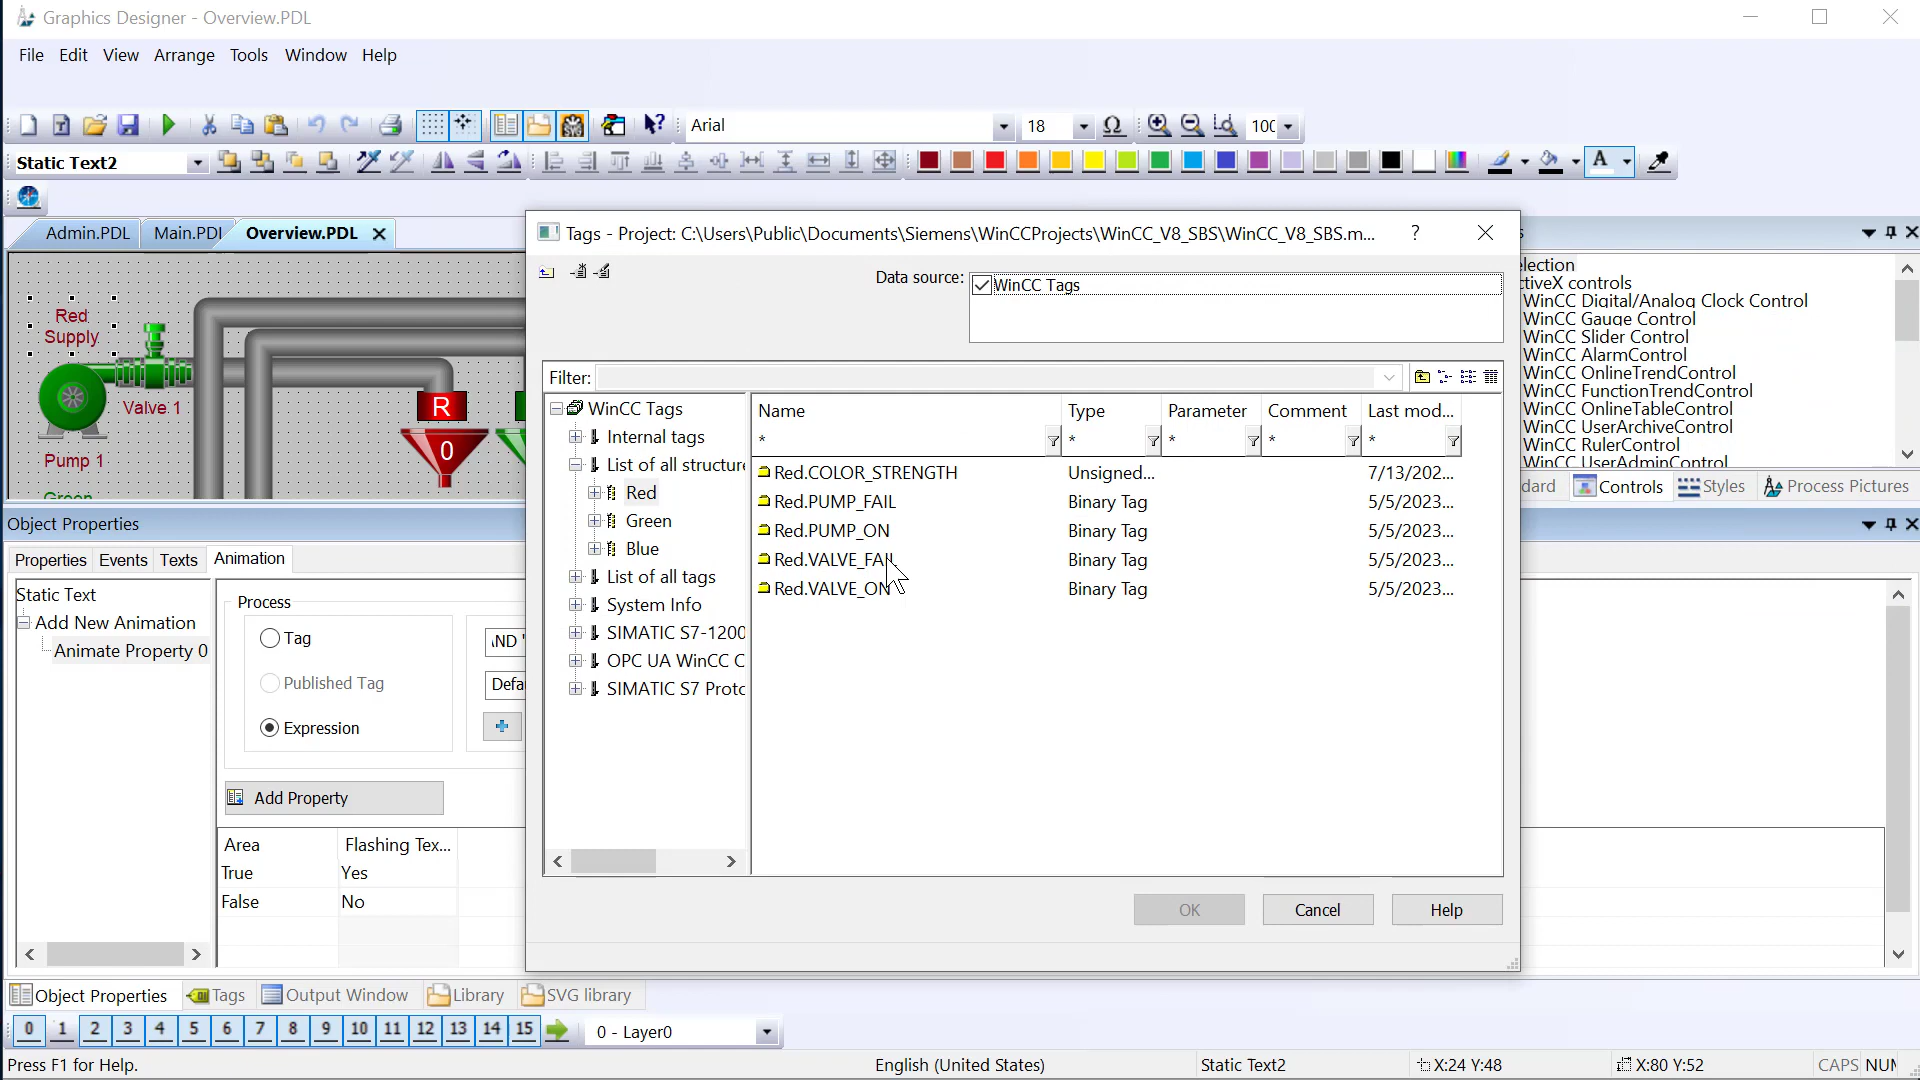 Graphics Designer - Overview.PDL
File Edit View Arrange Tools Help
Arial 18 100
Static Text2
Admin.PDL Main.PDL Overview.PDL
Red
Supply
Valve 1
Pump 1
R
0
Tags - Project: C:\Users\Public\Documents\Siemens\WinCCProjects\WinCC_V8_SBS\WinCC_V8_SBS.m...
Data source:
WinCC Tags
Filter:
WinCC Tags
Internal tags
List of all structure
Red
Green
Blue
List of all tags
System Info
SIMATIC S7-1200
OPC UA WinCC C
SIMATIC S7 Proto
Name Type Parameter Comment Last mod...
* * * * *
Red.COLOR_STRENGTH Unsigned... 7/13/202...
Red.PUMP_FAIL Binary Tag 5/5/2023...
Red.PUMP_ON Binary Tag 5/5/2023...
Red.VALVE_FAIL Binary Tag 5/5/2023...
Red.VALVE_ON Binary Tag 5/5/2023...
OK Cancel Help
lection
ctiveX controls
WinCC Digital/Analog Clock Control
WinCC Gauge Control
WinCC Slider Control
WinCC AlarmControl
WinCC OnlineTrendControl
WinCC FunctionTrendControl
WinCC OnlineTableControl
WinCC UserArchiveControl
WinCC RulerControl
WinCC UserAdminControl
dard Controls Styles Process Pictures
Object Properties
Properties Events Texts Animation
Static Text
Add New Animation
Animate Property 0
Process
Tag
Published Tag
Expression
AND '
Defau
Add Property
Area Flashing Tex...
True Yes
False No
Object Properties Tags Output Window Library SVG library
0 1 2 3 4 5 6 7 8 9 10 11 12 13 14 15 0 - Layer0
Press F1 for Help. English (United States) Static Text2 X:24 Y:48 X:80 Y:52 CAPS NUM